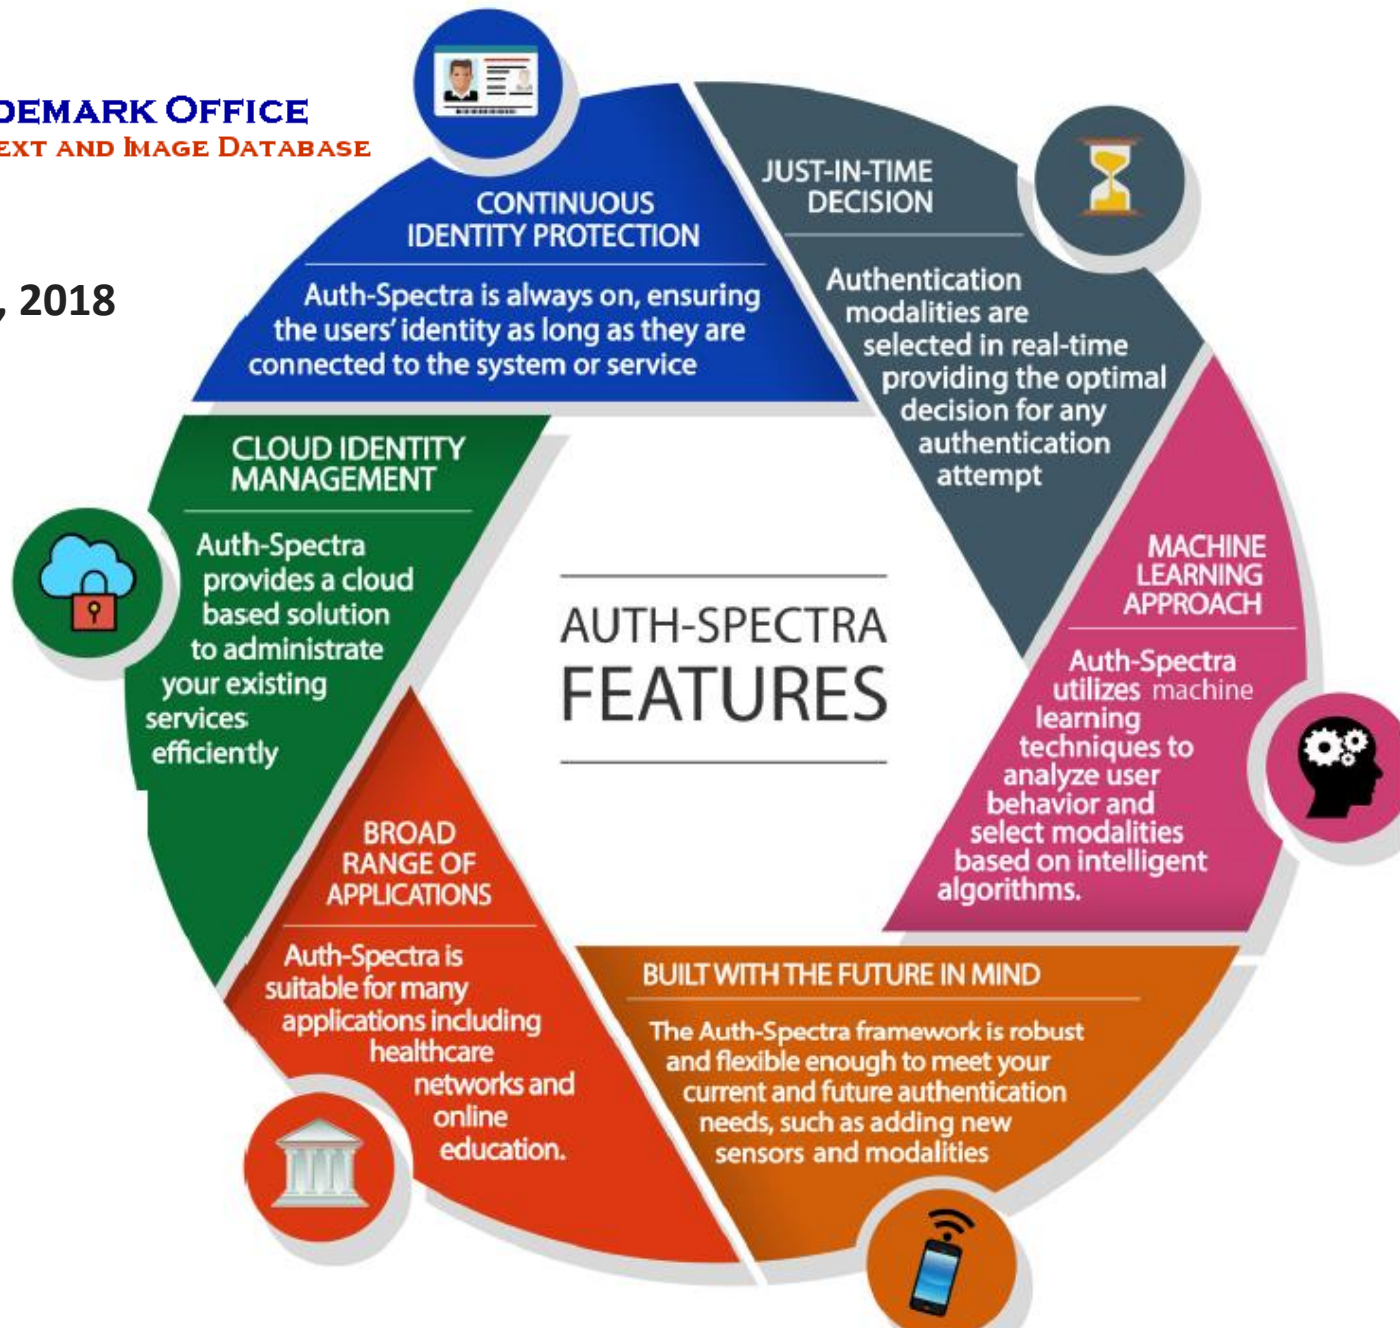 DEMARK OFFICE
EXT AND IMAGE DATABASE
, 2018
CONTINUOUS
IDENTITY PROTECTION
Auth-Spectra is always on, ensuring
the users' identity as long as they are
connected to the system or service
JUST-IN-TIME
DECISION
Authentication
modalities are
selected in real-time
providing the optimal
decision for any
authentication
attempt
MACHINE
LEARNING
APPROACH
Auth-Spectra
utilizes machine
learning
techniques to
analyze user
behavior and
select modalities
based on intelligent
algorithms.
BUILT WITH THE FUTURE IN MIND
The Auth-Spectra framework is robust
and flexible enough to meet your
current and future authentication
needs, such as adding new
sensors and modalities
BROAD
RANGE OF
APPLICATIONS
Auth-Spectra is
suitable for many
applications including
healthcare
networks and
online
education.
CLOUD IDENTITY
MANAGEMENT
Auth-Spectra
provides a cloud
based solution
to administrate
your existing
services
efficiently
AUTH-SPECTRA
FEATURES